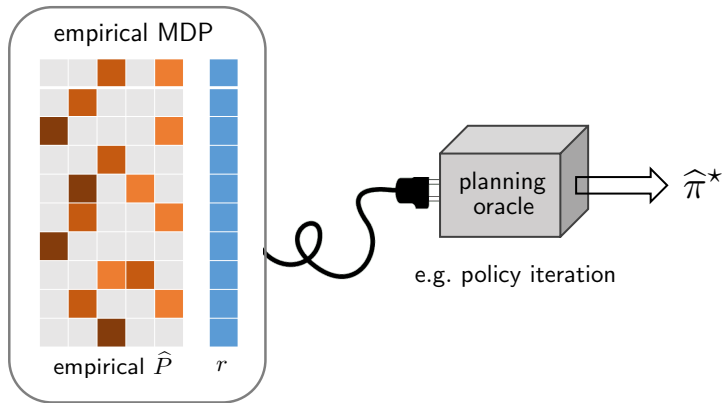 empirical MDP
empirical P̂
r
planning
oracle
e.g. policy iteration
π̂⋆